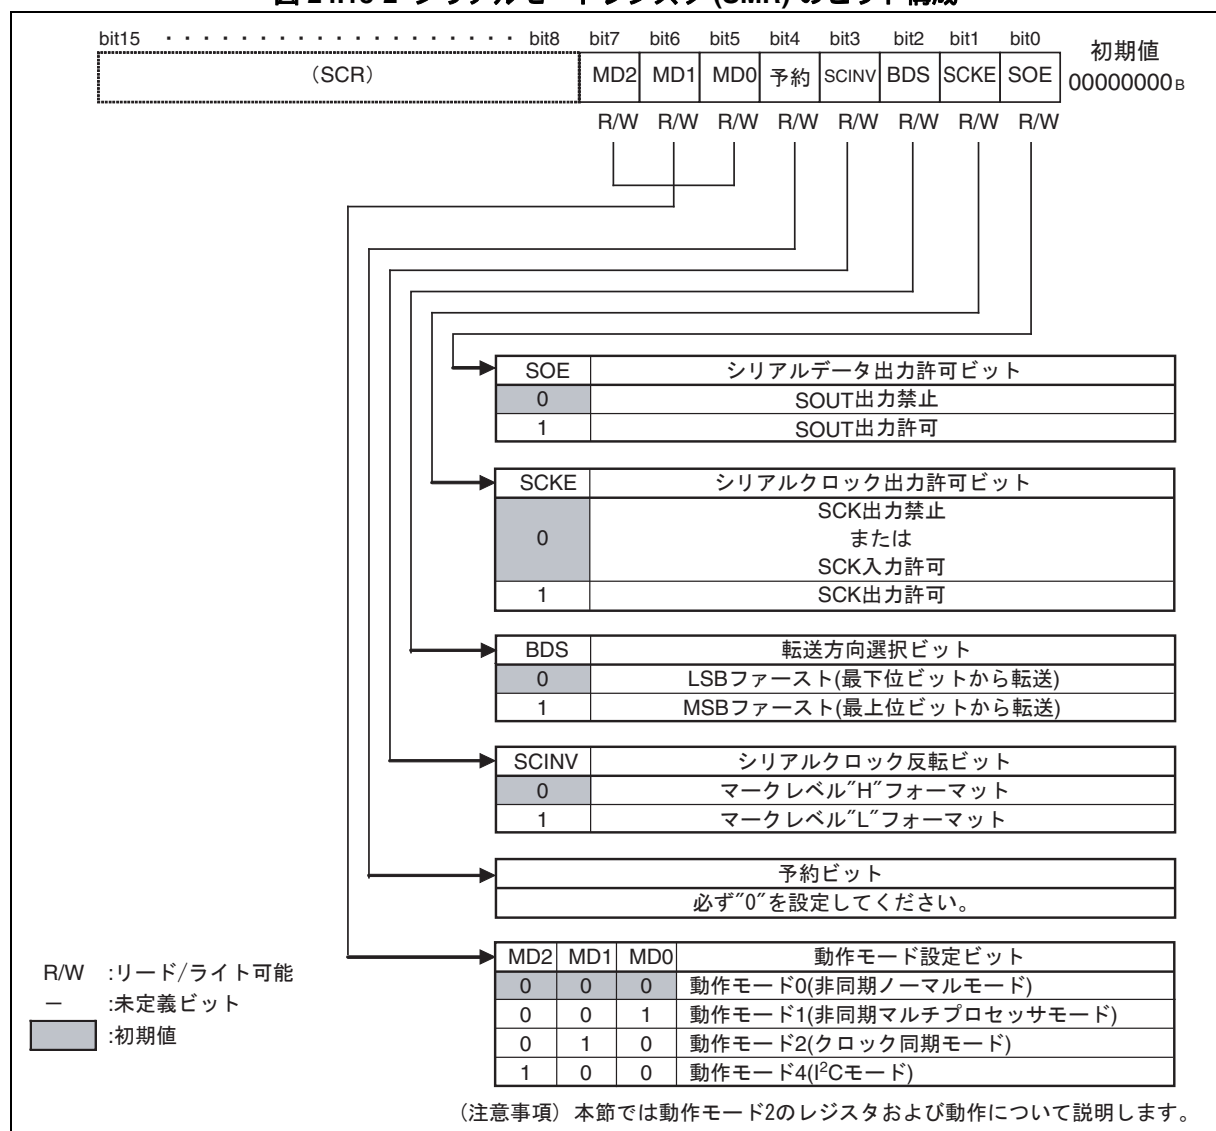 bit15 ・・・・・・・・・・・・・・・・・・・ bit8 bit7 bit6 bit5 bit4 bit3 bit2 bit1 bit0 初期値
(SCR) MD2 MD1 MD0 予約 SCINV BDS SCKE SOE 00000000B
R/W R/W R/W R/W R/W R/W R/W R/W
SOE シリアルデータ出力許可ビット
0 SOUT出力禁止
1 SOUT出力許可
SCKE シリアルクロック出力許可ビット
0 SCK出力禁止
または
SCK入力許可
1 SCK出力許可
BDS 転送方向選択ビット
0 LSBファースト(最下位ビットから転送)
1 MSBファースト(最上位ビットから転送)
SCINV シリアルクロック反転ビット
0 マークレベル″H″フォーマット
1 マークレベル″L″フォーマット
予約ビット
必ず″0″を設定してください。
MD2 MD1 MD0 動作モード設定ビット
0 0 0 動作モード0(非同期ノーマルモード)
0 0 1 動作モード1(非同期マルチプロセッサモード)
0 1 0 動作モード2(クロック同期モード)
1 0 0 動作モード4(I²Cモード)
R/W :リード/ライト可能
− :未定義ビット
:初期値
(注意事項) 本節では動作モード2のレジスタおよび動作について説明します。